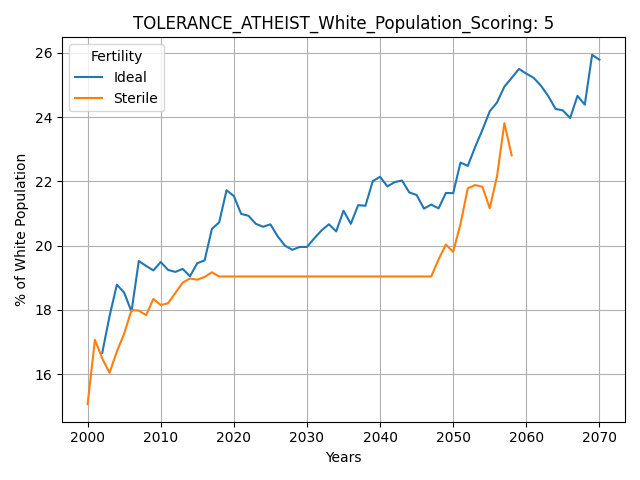 TOLERANCE_ATHEIST_White_Population_Scoring: 5
Fertility
Ideal
Sterile
% of White Population
26
24
22
20
18
16
2000 2010 2020 2030 2040 2050 2060 2070
Years